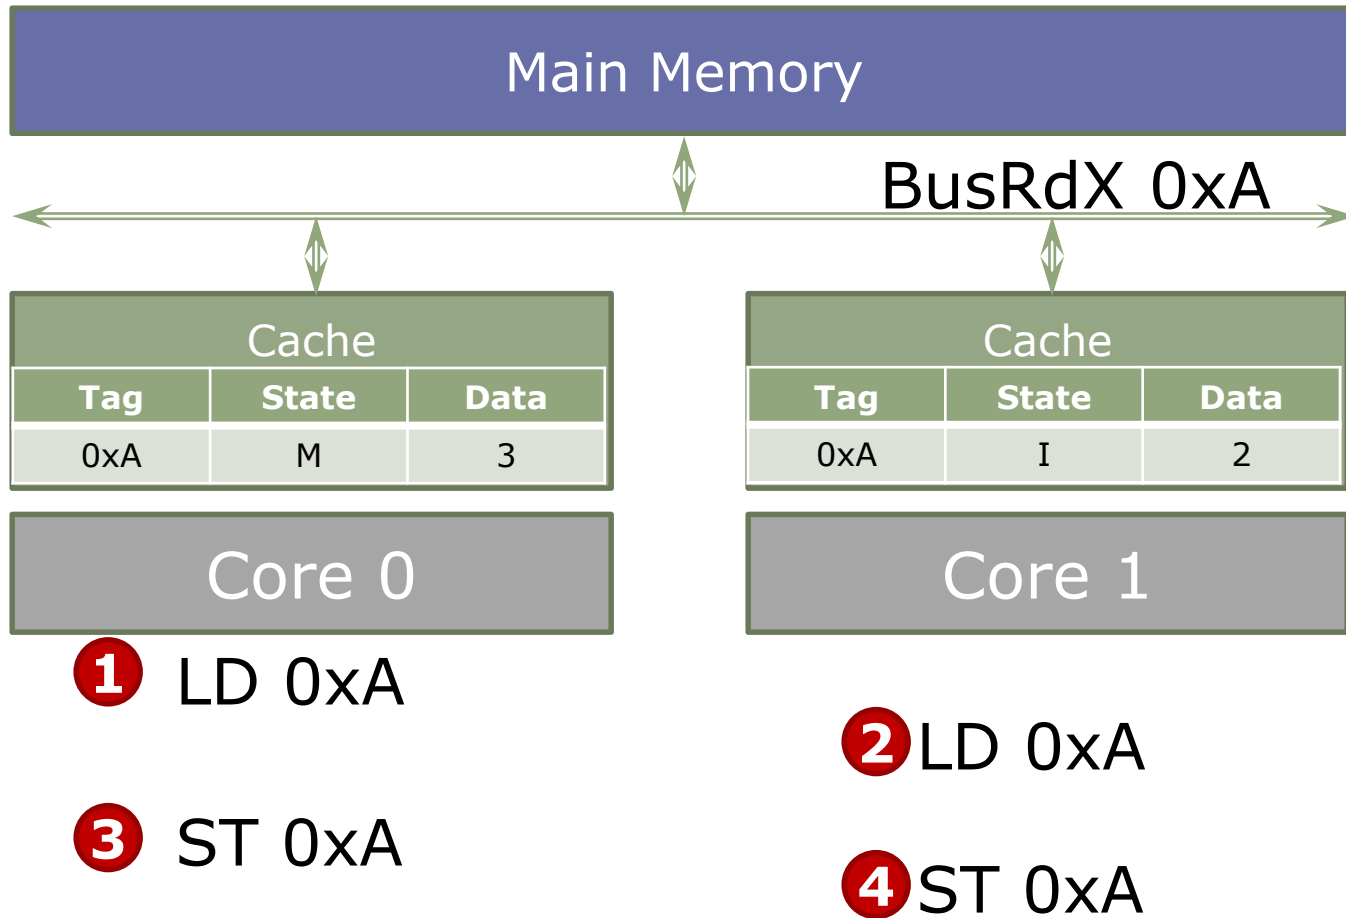 Main Memory
BusRdX 0xA
Cache
Tag State Data
0xA M 3
Cache
Tag State Data
0xA I 2
Core 0
Core 1
1 LD 0xA
2 LD 0xA
3 ST 0xA
4 ST 0xA